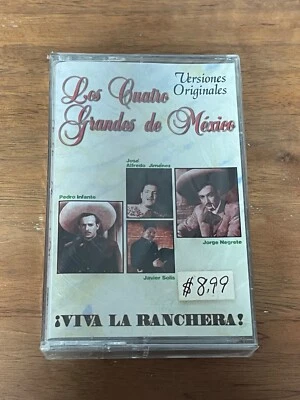 Versiones
Originales
Los Cuatro
Grandes de México
José
Alfredo Jiménez
Pedro Infante
Jorge Negrete
Javier Solis
$8.99
¡VIVA LA RANCHERA!